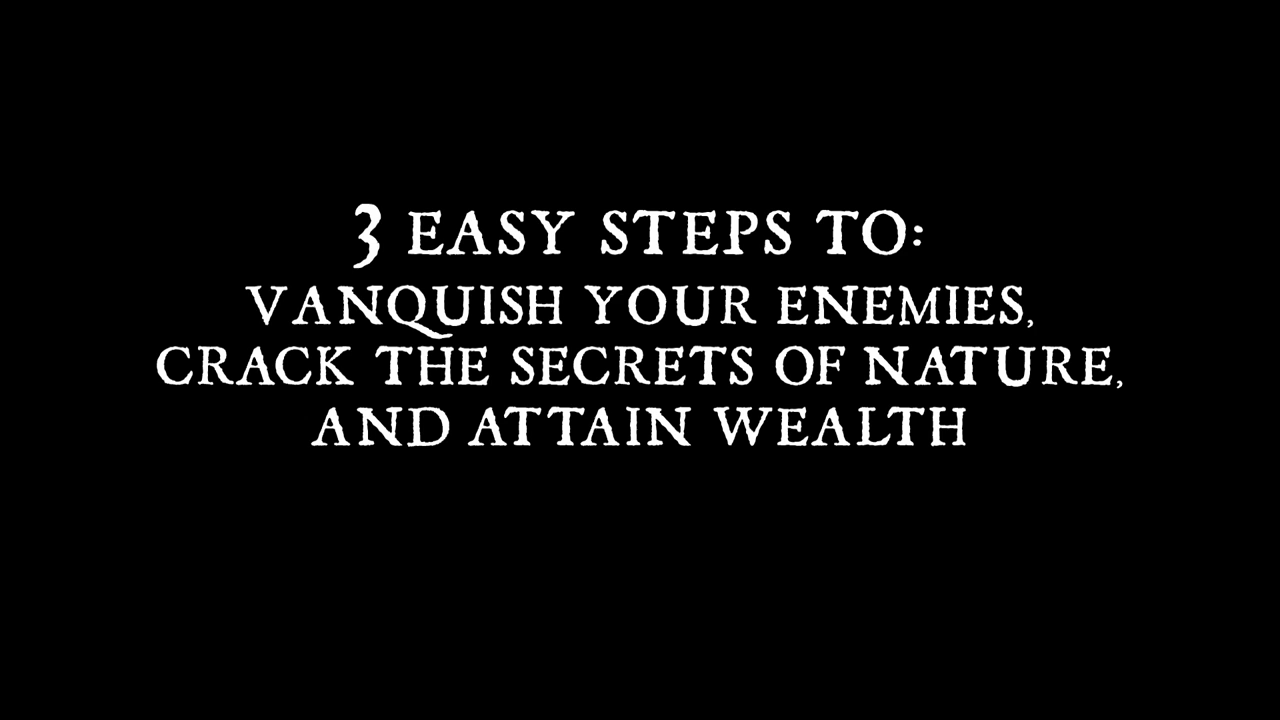 3 EASY STEPS TO:
VANQUISH YOUR ENEMIES,
CRACK THE SECRETS OF NATURE,
AND ATTAIN WEALTH